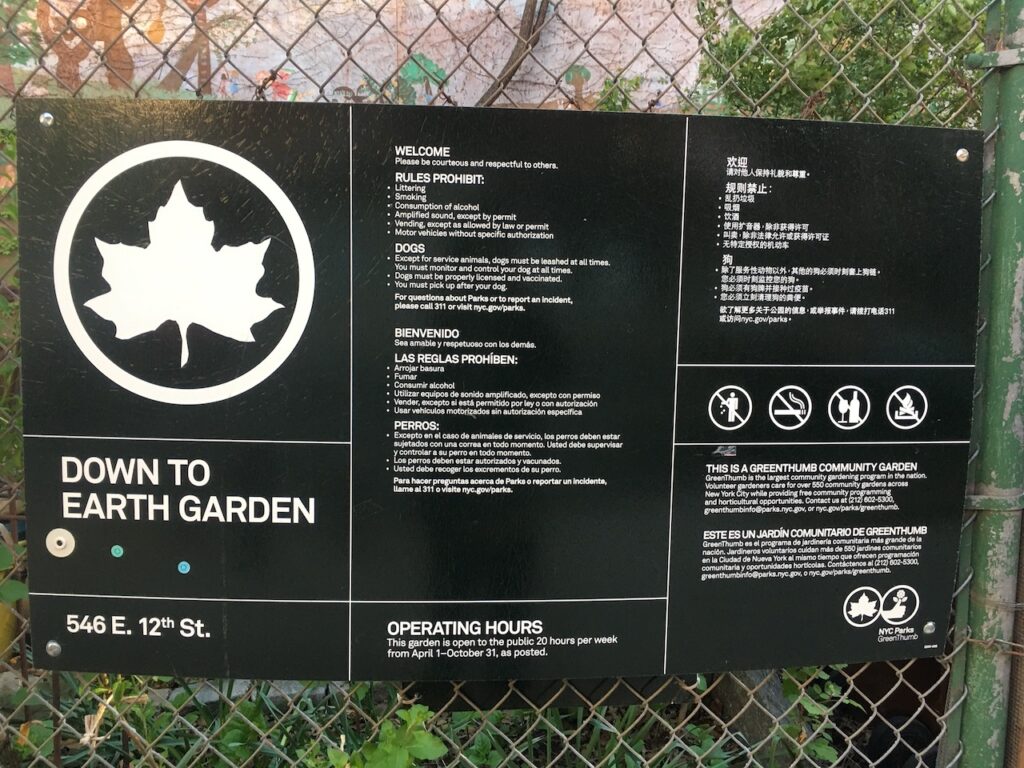 DOWN TO
EARTH GARDEN
546 E. 12th St.
WELCOME
Please be courteous and respectful to others.
RULES PROHIBIT:
• Littering
• Smoking
• Consumption of alcohol
• Amplified sound, except by permit
• Vending, except as allowed by law or permit
• Motor vehicles without specific authorization
DOGS
• Except for service animals, dogs must be leashed at all times.
You must monitor and control your dog at all times.
• Dogs must be properly licensed and vaccinated.
• You must pick up after your dog.
For questions about Parks or to report an incident,
please call 311 or visit nyc.gov/parks.
BIENVENIDO
Sea amable y respetuoso con los demás.
LAS REGLAS PROHÍBEN:
• Arrojar basura
• Fumar
• Consumir alcohol
• Utilizar equipos de sonido amplificado, excepto con permiso
• Vender, excepto si está permitido por ley o con autorización
• Usar vehículos motorizados sin autorización específica
PERROS:
• Excepto en el caso de animales de servicio, los perros deben estar
sujetados con una correa en todo momento. Usted debe supervisar
y controlar a su perro en todo momento.
• Los perros deben estar autorizados y vacunados.
• Usted debe recoger los excrementos de su perro.
Para hacer preguntas acerca de Parks o reportar un incidente,
llame al 311 o visite nyc.gov/parks.
OPERATING HOURS
This garden is open to the public 20 hours per week
from April 1–October 31, as posted.
欢迎
请对他人保持礼貌和尊重。
规则禁止：
• 乱扔垃圾
• 吸烟
• 饮酒
• 使用扩音器，除非获得许可
• 叫卖，除非法律允许或获得许可证
• 无特定授权的机动车
狗
• 除了服务性动物以外，其他的狗必须时刻套上狗链。
您必须时刻监控您的狗。
• 狗必须有狗牌并接种过疫苗。
• 您必须立刻清理狗的粪便。
欲了解更多关于公园的信息，或举报事件，请拨打电话311
或访问nyc.gov/parks。
THIS IS A GREENTHUMB COMMUNITY GARDEN
GreenThumb is the largest community gardening program in the nation.
Volunteer gardeners care for over 550 community gardens across
New York City while providing free community programming
and horticultural opportunities. Contact us at (212) 602-5300,
greenthumbinfo@parks.nyc.gov, or nyc.gov/parks/greenthumb.
ESTE ES UN JARDÍN COMUNITARIO DE GREENTHUMB
GreenThumb es el programa de jardinería comunitaria más grande de la
nación. Jardineros voluntarios cuidan más de 550 jardines comunitarios
en la Ciudad de Nueva York al mismo tiempo que ofrecen programación
comunitaria y oportunidades hortícolas. Contáctenos al (212) 602-5300,
greenthumbinfo@parks.nyc.gov, o nyc.gov/parks/greenthumb.
NYC Parks
GreenThumb